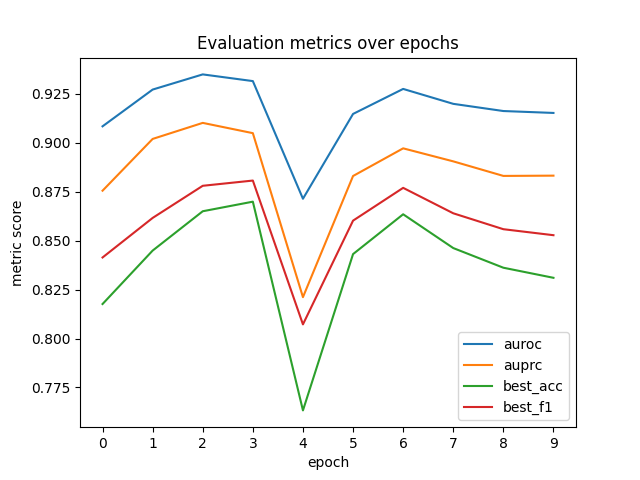 Evaluation metrics over epochs
metric score
0.925
0.900
0.875
0.850
0.825
0.800
0.775
auroc
auprc
best_acc
best_f1
0 1 2 3 4 5 6 7 8 9
epoch